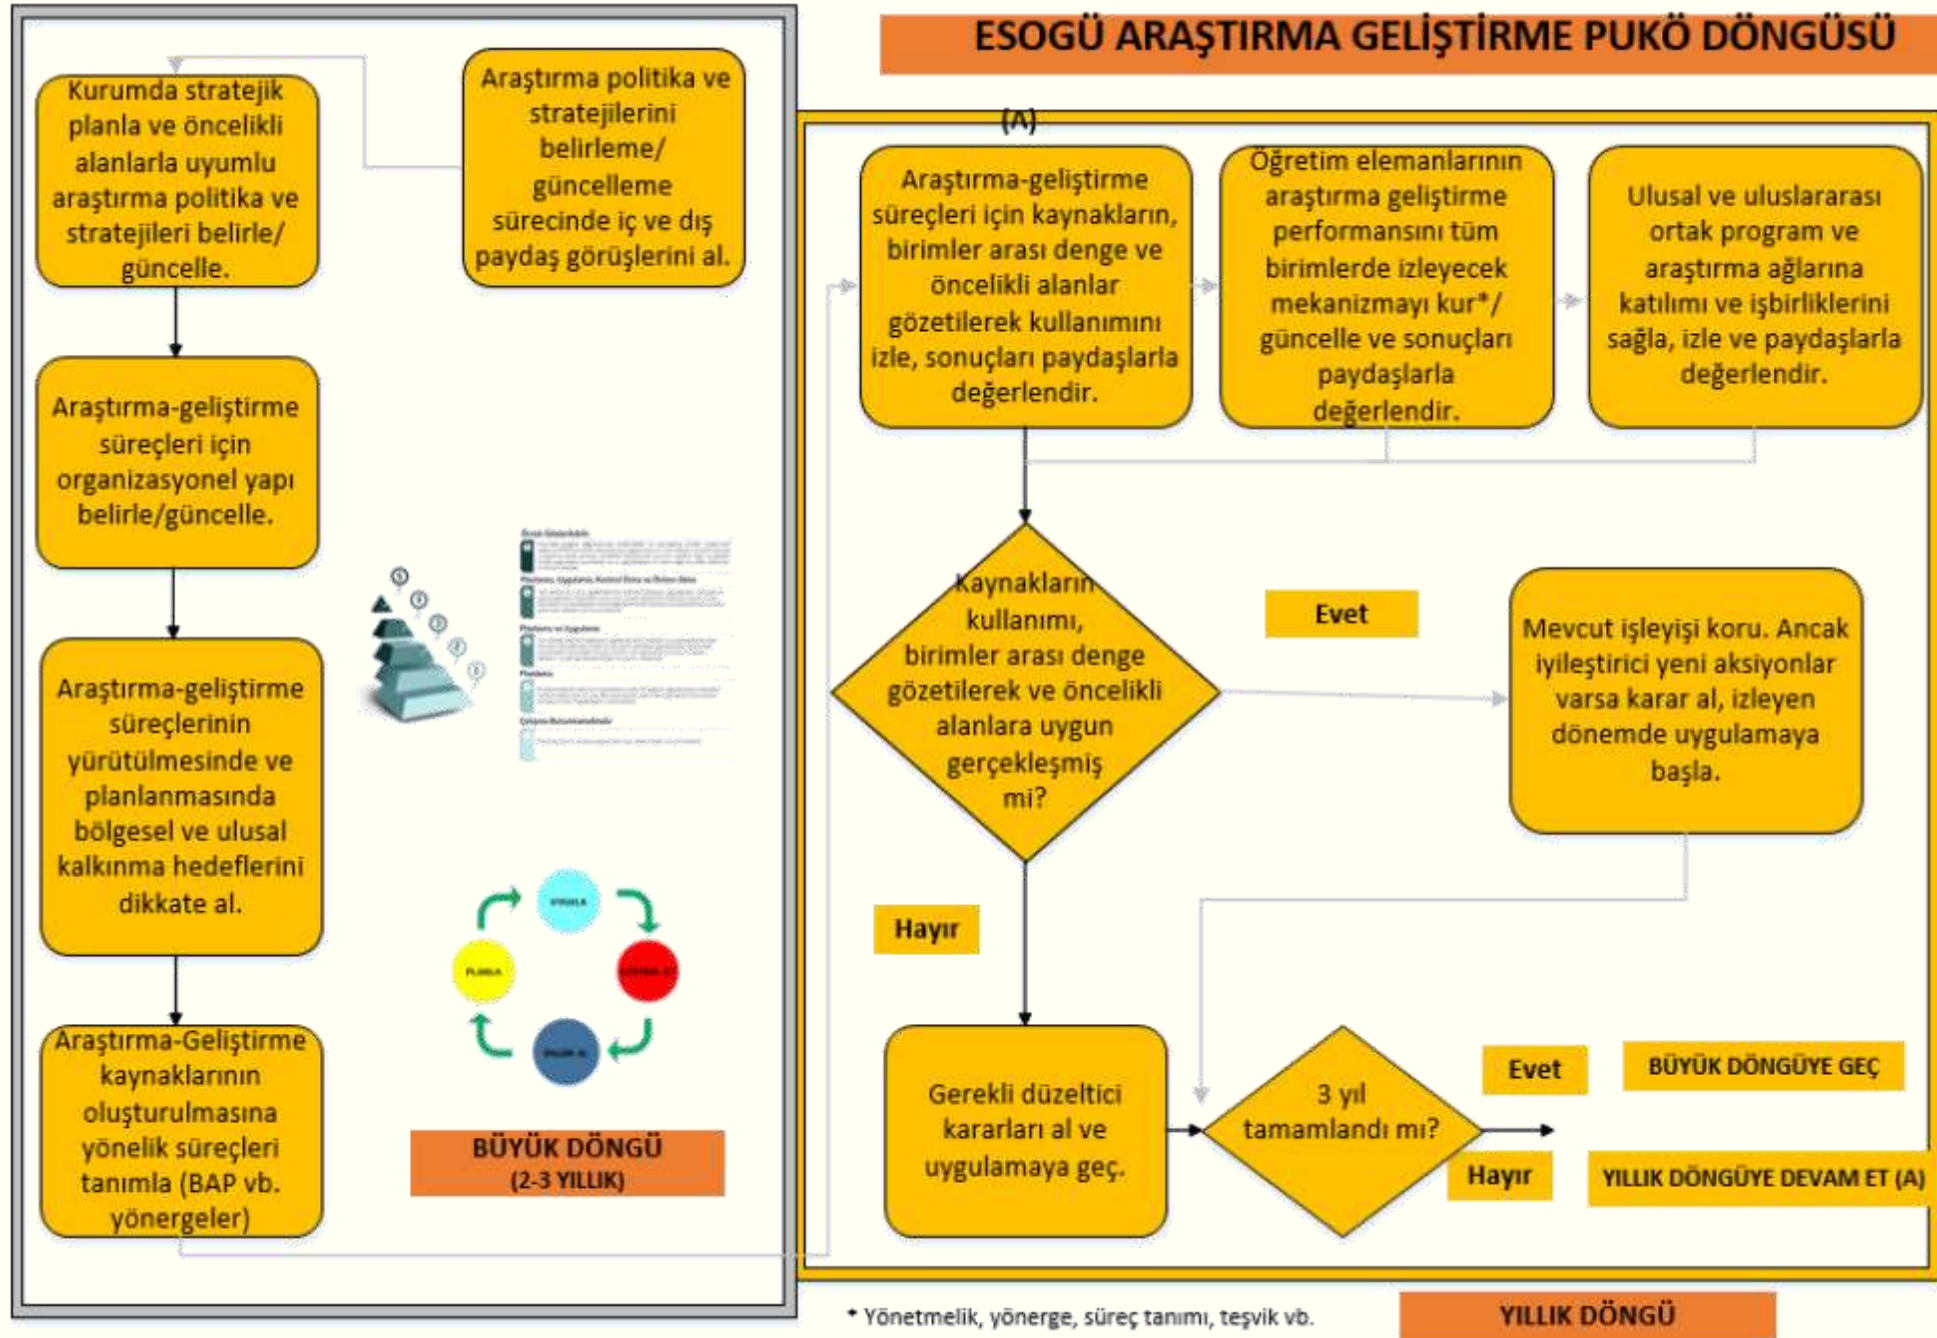 ESOGÜ ARAŞTIRMA GELİŞTİRME PUKÖ DÖNGÜSÜ
Araştırma politika ve
stratejilerini
belirleme/
güncelleme
sürecinde iç ve dış
paydaş görüşlerini al.
Kurumda stratejik
planla ve öncelikli
alanlarla uyumlu
araştırma politika ve
stratejileri belirle/
güncelle.
Araştırma-geliştirme
süreçleri için
organizasyonel yapı
belirle/güncelle.
Araştırma-geliştirme
süreçlerinin
yürütülmesinde ve
planlanmasında
bölgesel ve ulusal
kalkınma hedeflerini
dikkate al.
Araştırma-Geliştirme
kaynaklarının
oluşturulmasına
yönelik süreçleri
tanımla (BAP vb.
yönergeler)
PLANLA
BÜYÜK DÖNGÜ
(2-3 YILLIK)
(A)
Araştırma-geliştirme
süreçleri için kaynakların,
birimler arası denge ve
öncelikli alanlar
gözetilerek kullanımını
izle, sonuçları paydaşlarla
değerlendir.
Öğretim elemanlarının
araştırma geliştirme
performansını tüm
birimlerde izleyecek
mekanizmayı kur*/
güncelle ve sonuçları
paydaşlarla
değerlendir.
Ulusal ve uluslararası
ortak program ve
araştırma ağlarına
katılımı ve işbirliklerini
sağla, izle ve paydaşlarla
değerlendir.
Kaynakların
kullanımı,
birimler arası denge
gözetilerek ve öncelikli
alanlara uygun
gerçekleşmiş
mi?
Evet
Mevcut işleyişi koru. Ancak
iyileştirici yeni aksiyonlar
varsa karar al, izleyen
dönemde uygulamaya
başla.
Hayır
Gerekli düzeltici
kararları al ve
uygulamaya geç.
3 yıl
tamamlandı mı?
Evet
BÜYÜK DÖNGÜYE GEÇ
Hayır
YILLIK DÖNGÜYE DEVAM ET (A)
* Yönetmelik, yönerge, süreç tanımı, teşvik vb.
YILLIK DÖNGÜ